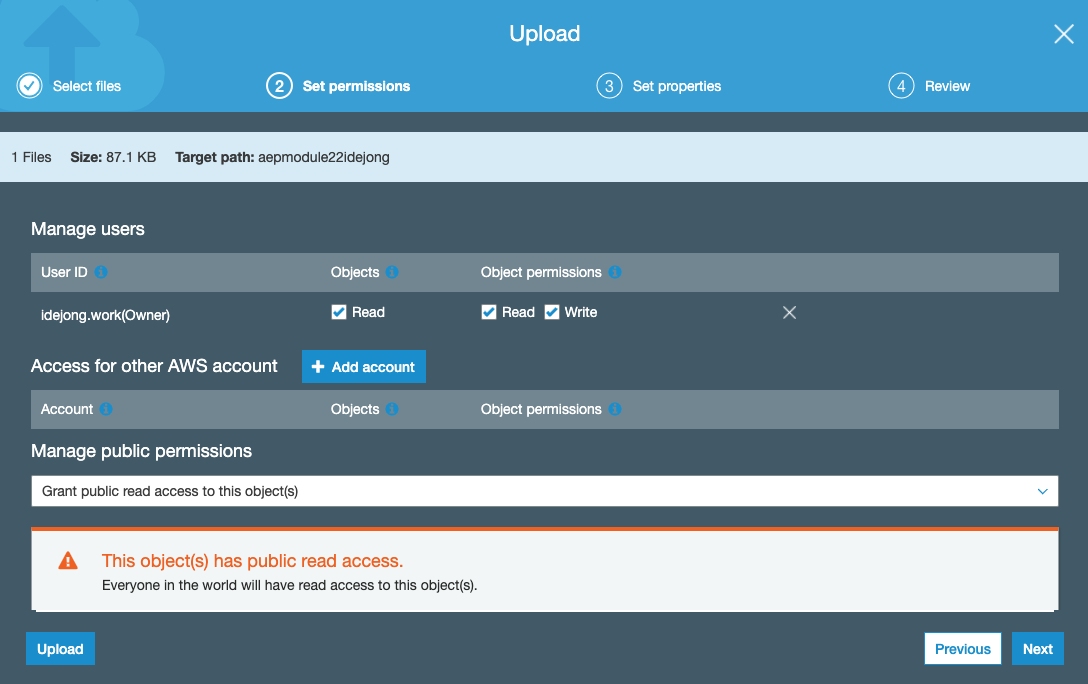 Upload
Select files
2 Set permissions
3 Set properties
4 Review
1 Files Size: 87.1 KB Target path: aepmodule22idejong
Manage users
User ID Objects Object permissions
idejong.work(Owner) Read Read Write
Access for other AWS account Add account
Account Objects Object permissions
Manage public permissions
Grant public read access to this object(s)
This object(s) has public read access.
Everyone in the world will have read access to this object(s).
Upload Previous Next